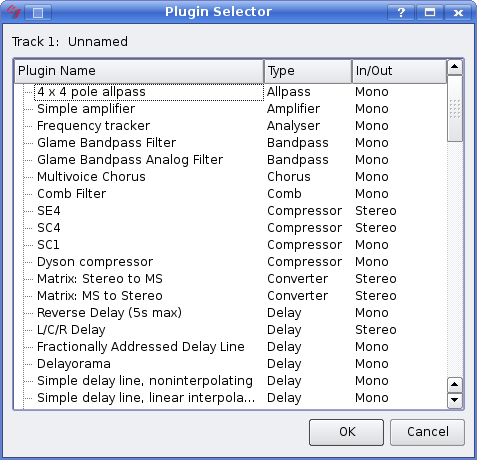 Plugin Selector
Track 1: Unnamed
Plugin Name Type In/Out
4 x 4 pole allpass Allpass Mono
Simple amplifier Amplifier Mono
Frequency tracker Analyser Mono
Glame Bandpass Filter Bandpass Mono
Glame Bandpass Analog Filter Bandpass Mono
Multivoice Chorus Chorus Mono
Comb Filter Comb Mono
SE4 Compressor Stereo
SC4 Compressor Stereo
SC1 Compressor Mono
Dyson compressor Compressor Mono
Matrix: Stereo to MS Converter Stereo
Matrix: MS to Stereo Converter Stereo
Reverse Delay (5s max) Delay Mono
L/C/R Delay Delay Stereo
Fractionally Addressed Delay Line Delay Mono
Delayorama Delay Mono
Simple delay line, noninterpolating Delay Mono
Simple delay line, linear interpola... Delay Mono
OK Cancel